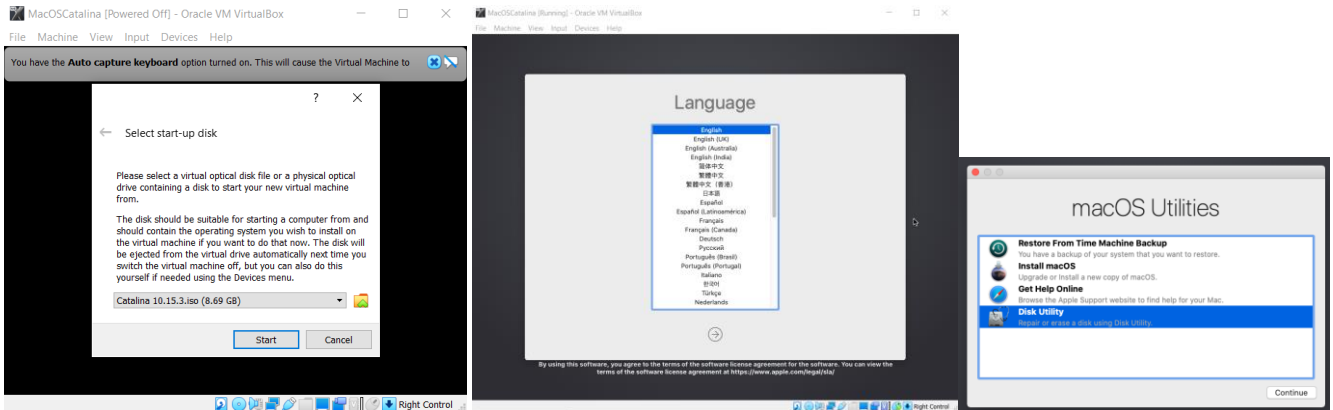 MacOSCatalina [Powered Off] - Oracle VM VirtualBox
File Machine View Input Devices Help
You have the Auto capture keyboard option turned on. This will cause the Virtual Machine to
?
Select start-up disk
Please select a virtual optical disk file or a physical optical
drive containing a disk to start your new virtual machine
from.
The disk should be suitable for starting a computer from and
should contain the operating system you wish to install on
the virtual machine if you want to do that now. The disk will
be ejected from the virtual drive automatically next time you
switch the virtual machine off, but you can also do this
yourself if needed using the Devices menu.
Catalina 10.15.3.iso (8.69 GB)
Start Cancel
Right Control
MacOSCatalina [Running] - Oracle VM VirtualBox
File Machine View Input Devices Help
Language
English
English (UK)
English (Australia)
English (India)
简体中文
繁體中文
繁體中文（香港）
日本語
Español
Español (Latinoamérica)
Français
Français (Canada)
Deutsch
Русский
Português (Brasil)
Português (Portugal)
Italiano
한국어
Türkçe
Nederlands
By using this software, you agree to the terms of the software license agreement for the software. You can view the
terms of the software license agreement at https://www.apple.com/legal/sla/
Right Control
macOS Utilities
Restore From Time Machine Backup
You have a backup of your system that you want to restore.
Install macOS
Upgrade or Install a new copy of macOS.
Get Help Online
Browse the Apple Support website to find help for your Mac.
Disk Utility
Repair or erase a disk using Disk Utility.
Continue